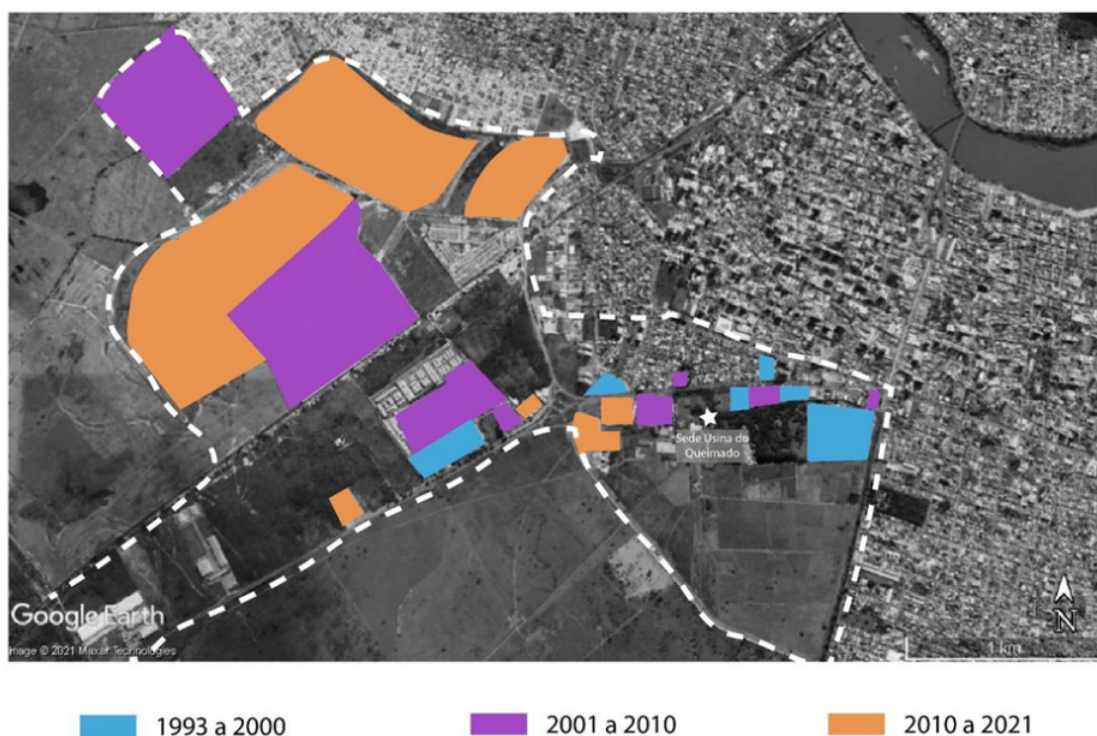 Sede Usina do
Queimado
N
Google Earth
Image © 2021 Maxar Technologies
1 km
1993 a 2000
2001 a 2010
2010 a 2021